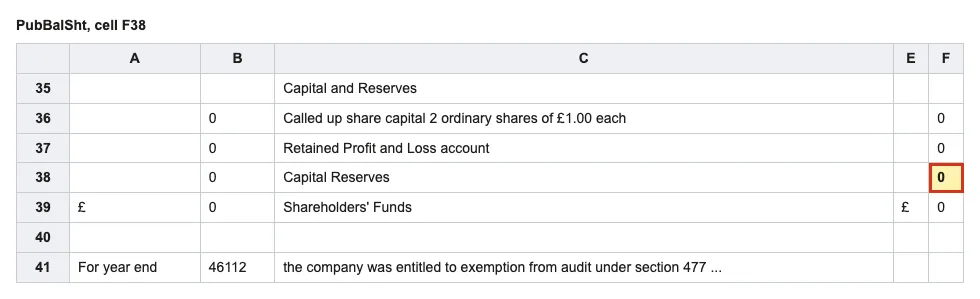 PubBalSht, cell F38
A B C E F
35 Capital and Reserves
36 0 Called up share capital 2 ordinary shares of £1.00 each 0
37 0 Retained Profit and Loss account 0
38 0 Capital Reserves 0
39 £ 0 Shareholders' Funds £ 0
40
41 For year end 46112 the company was entitled to exemption from audit under section 477 ...